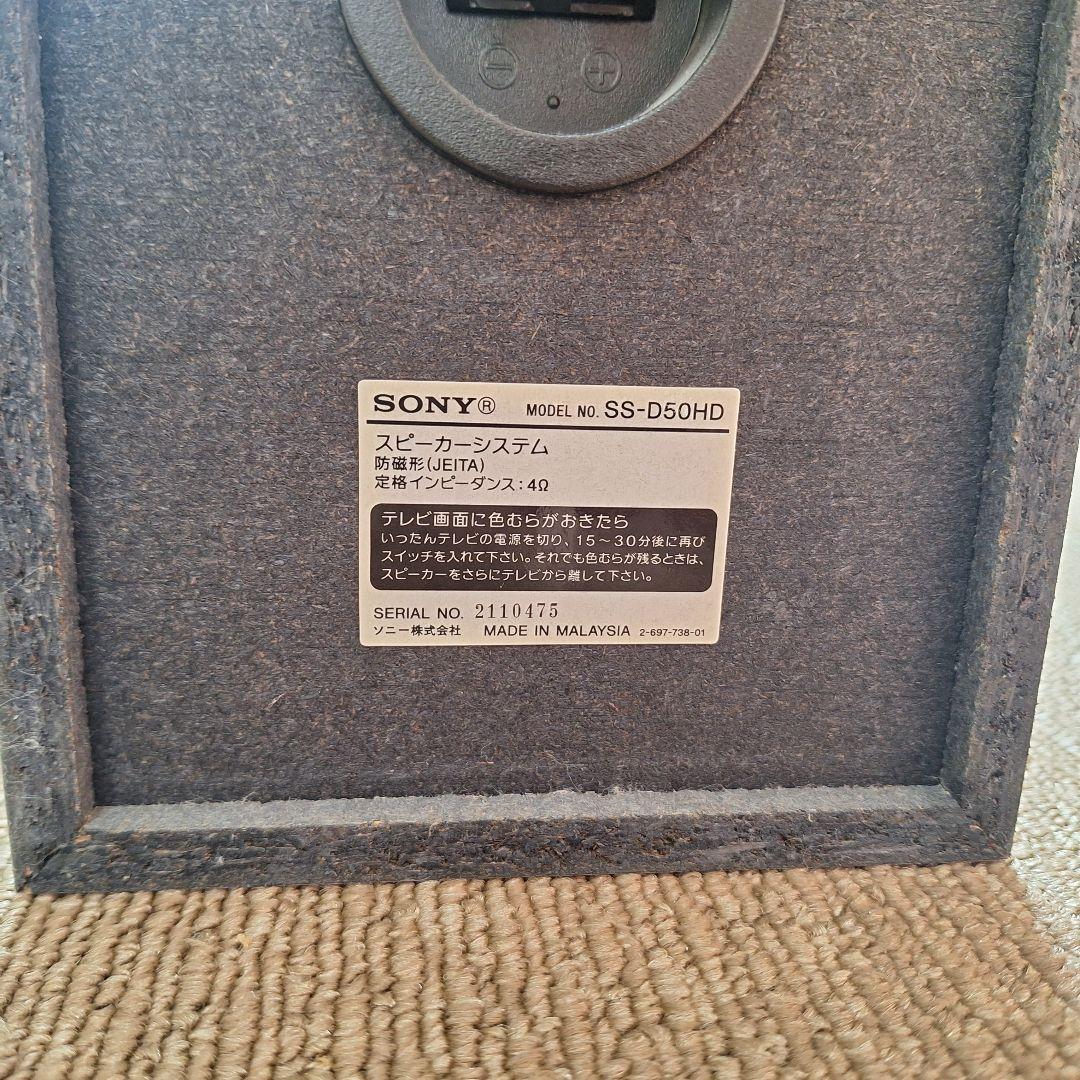 ⊖ ⊕
SONY® MODEL NO. SS-D50HD
スピーカーシステム
防磁形(JEITA)
定格インピーダンス:4Ω
テレビ画面に色むらがおきたら
いったんテレビの電源を切り、15~30分後に再び
スイッチを入れて下さい。それでも色むらが残るときは、
スピーカーをさらにテレビから離して下さい。
SERIAL NO. 2110475
ソニー株式会社 MADE IN MALAYSIA 2-697-738-01